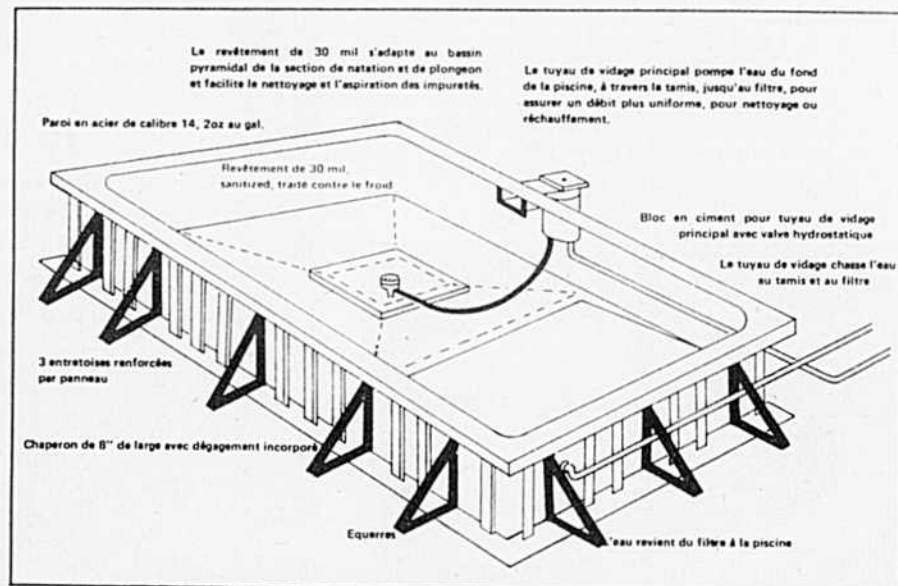 Le revêtement de 30 mil s'adapte au bassin
pyramidal de la section de natation et de plongeon
et facilite le nettoyage et l'aspiration des impuretés.
Le tuyau de vidage principal pompe l'eau du fond
de la piscine, à travers le tamis, jusqu'au filtre, pour
assurer un débit plus uniforme, pour nettoyage ou
réchauffement.
Paroi en acier de calibre 14, 2oz au gal.
Revêtement de 30 mil,
sanitized, traité contre le froid
Bloc en ciment pour tuyau de vidage
principal avec valve hydrostatique
Le tuyau de vidage chasse l'eau
au tamis et au filtre
3 entretoises renforcées
par panneau
Chaperon de 8" de large avec dégagement incorporé
Equerres
'eau revient du filtre à la piscine